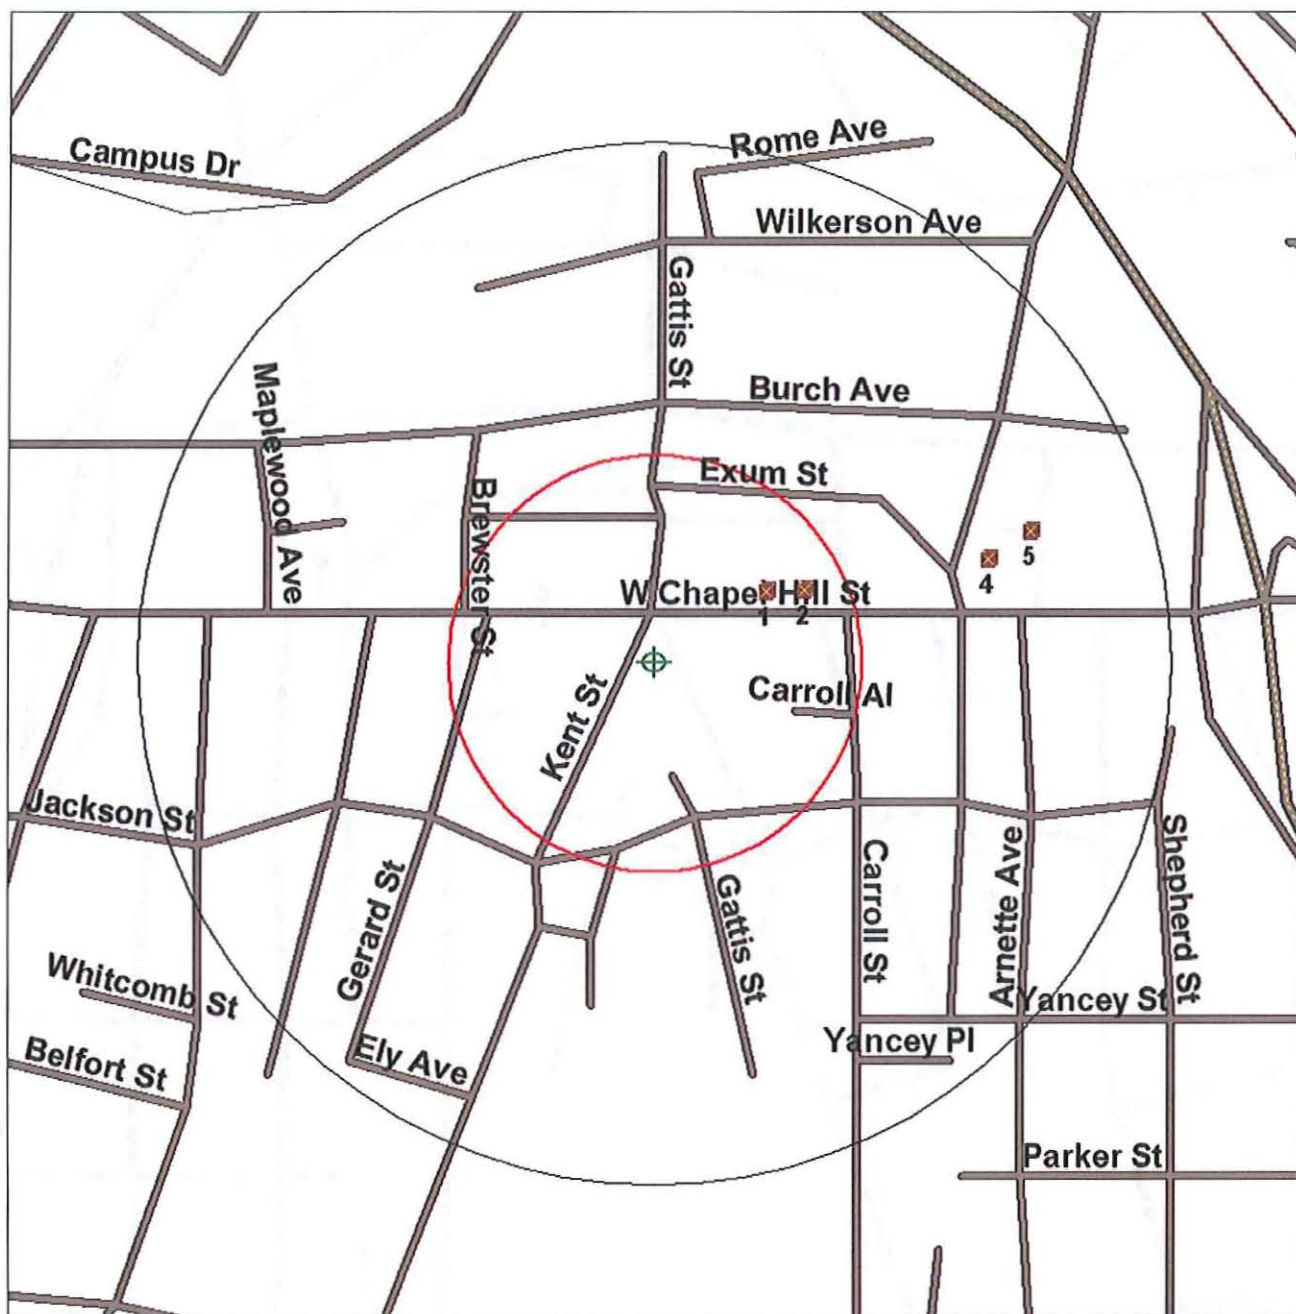 Rome Ave
Campus Dr
Wilkerson Ave
Gattis St
Maplewood Ave
Burch Ave
Exum St
Brewster St
5
4
W Chapel Hill St
1
2
Carroll Al
Kent St
Jackson St
Carroll St
Arnette Ave
Shepherd St
Gerard St
Gattis St
Whitcomb St
Yancey St
Yancey Pl
Belfort St
Ely Ave
Parker St